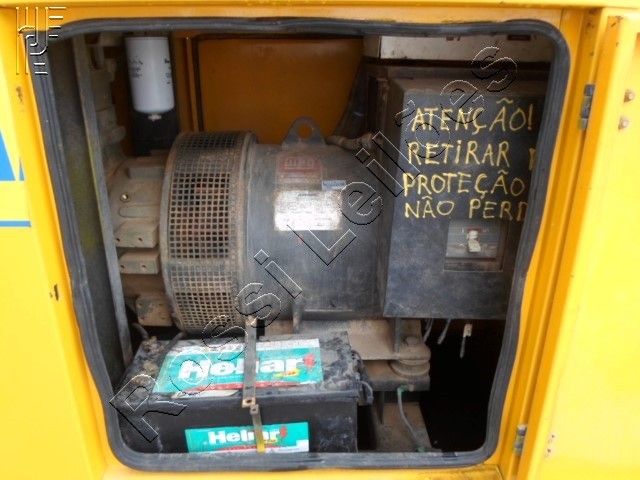 ATENÇÃO!
RETIRAR
PROTEÇÃO
NÃO PERD
Heliar
Heliar
Rossi Leilões